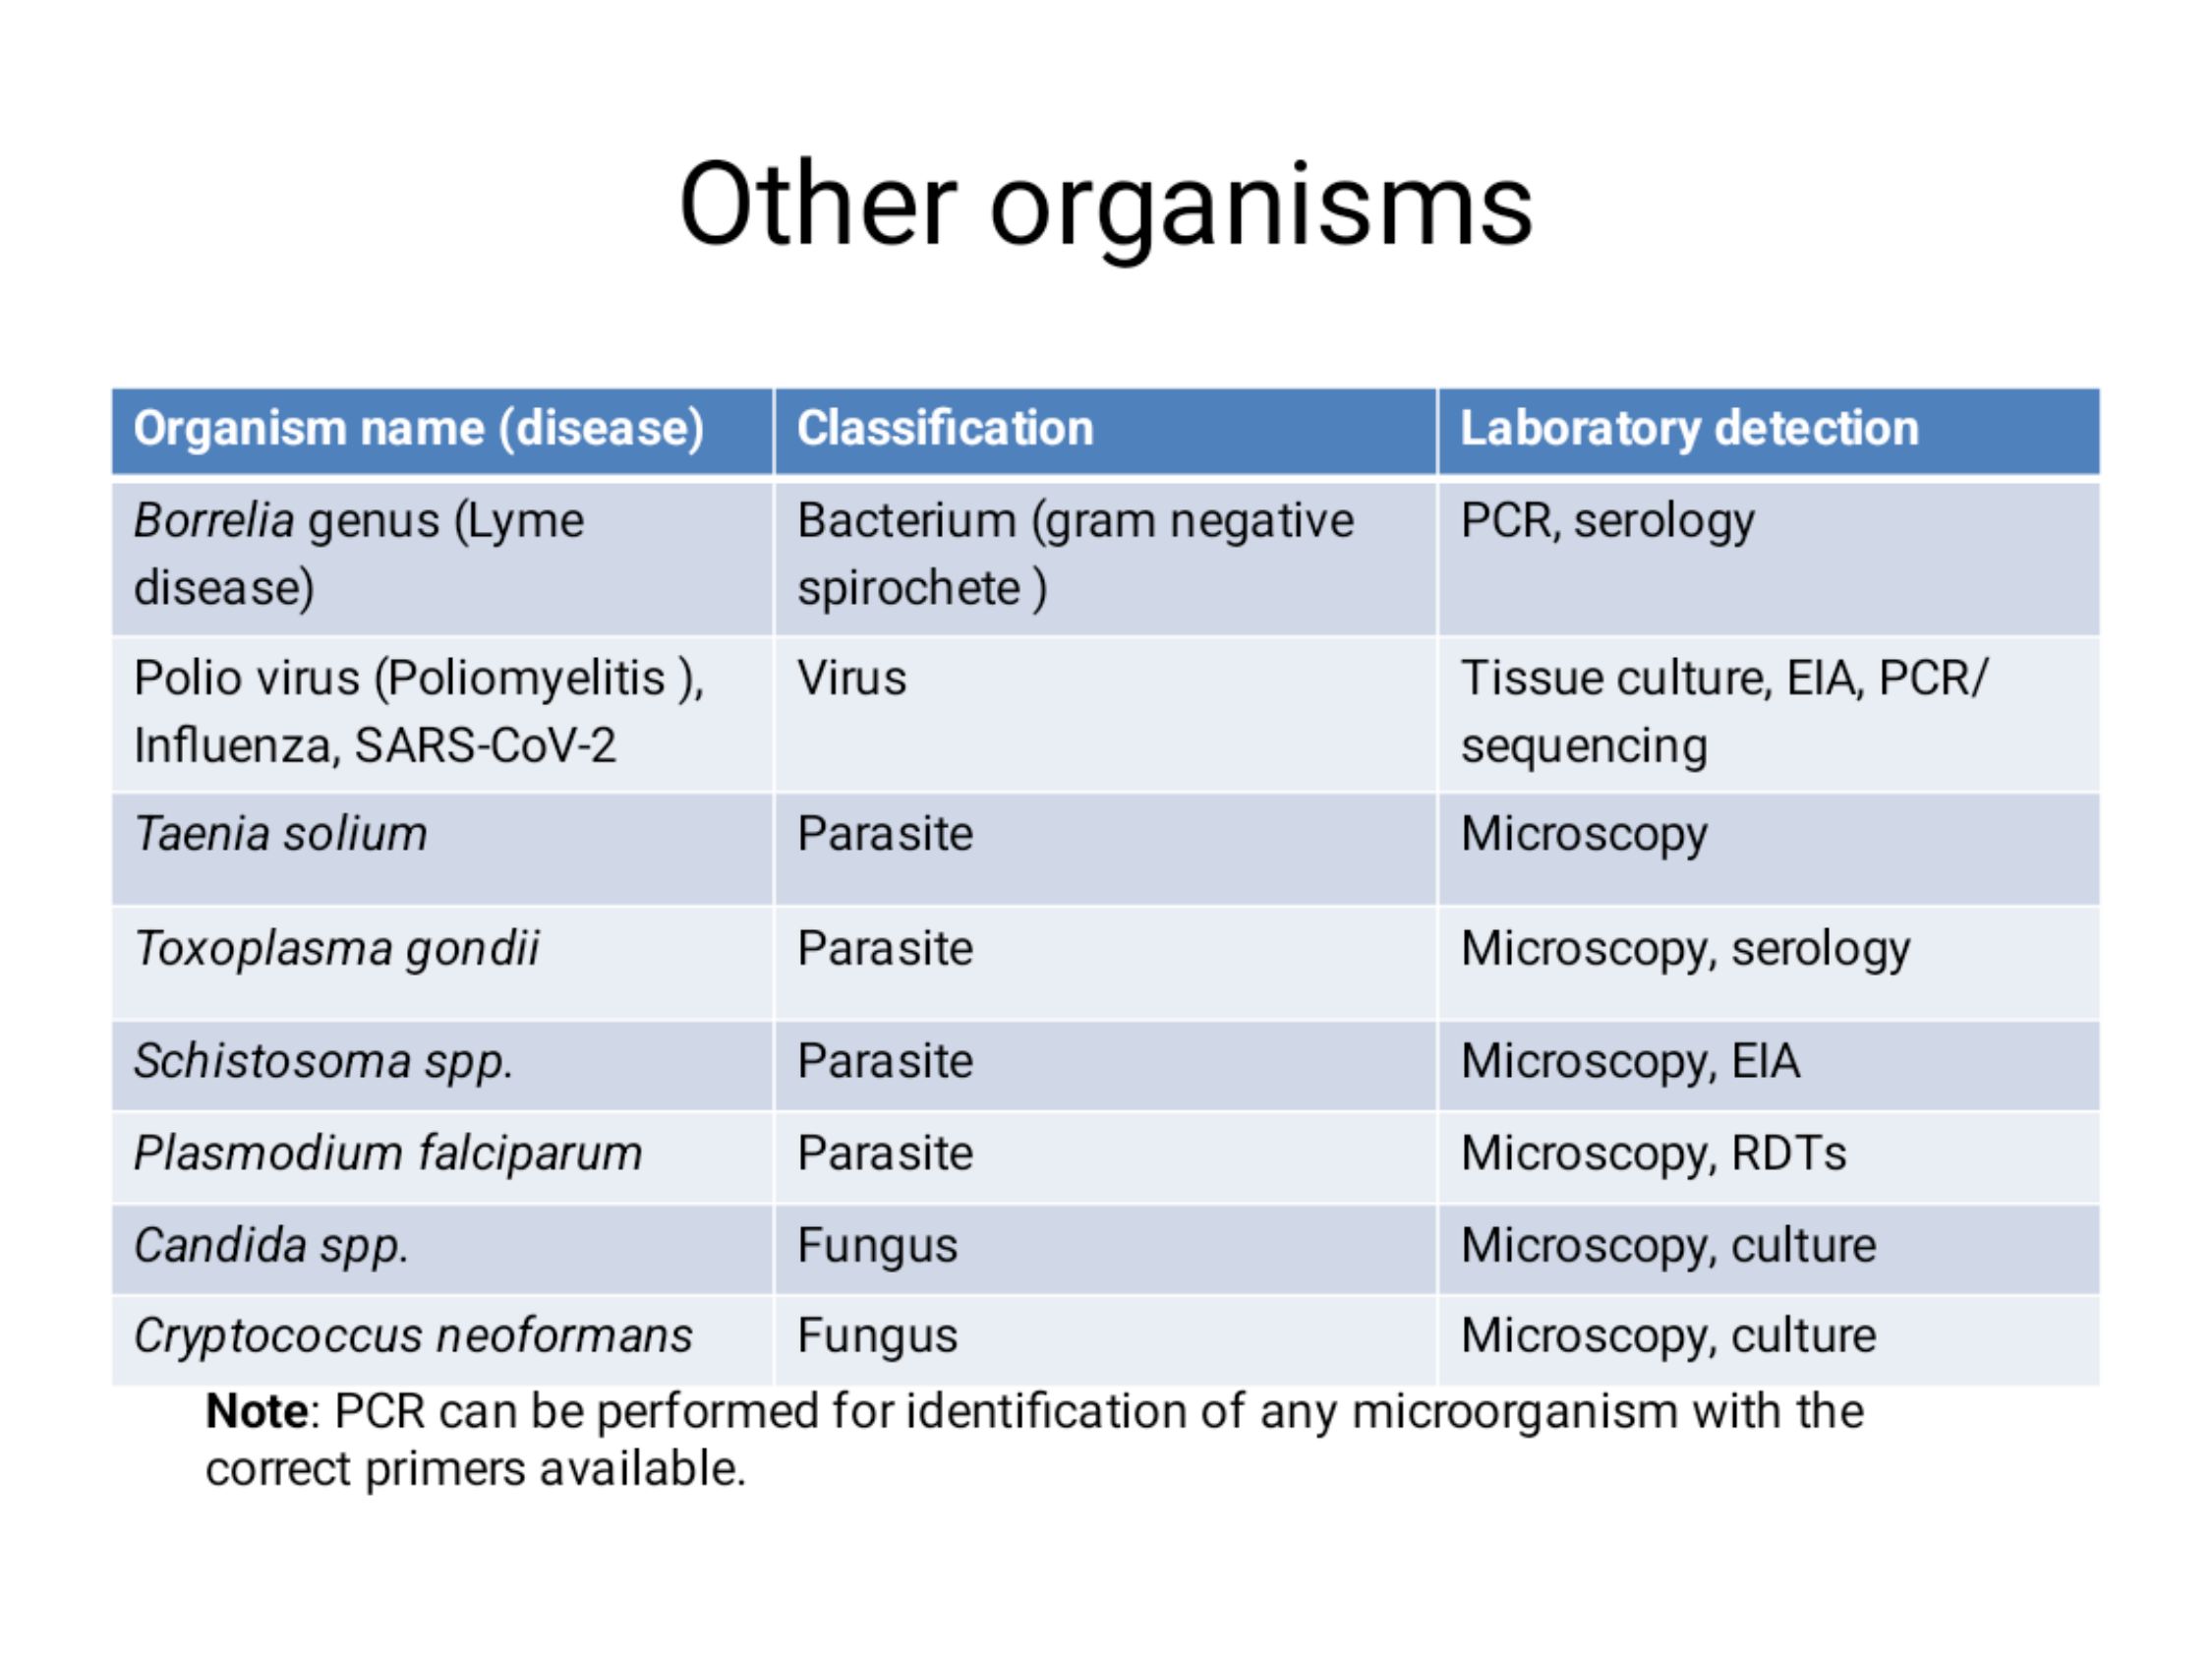 Other organisms
Organism name (disease) Classification Laboratory detection
Borrelia genus (Lyme Bacterium (gram negative PCR, serology
disease) spirochete )
Polio virus (Poliomyelitis ), Virus Tissue culture, EIA, PCR/
Influenza, SARS-CoV-2 sequencing
Taenia solium Parasite Microscopy
Toxoplasma gondii Parasite Microscopy, serology
Schistosoma spp. Parasite Microscopy, EIA
Plasmodium falciparum Parasite Microscopy, RDTs
Candida spp. Fungus Microscopy, culture
Cryptococcus neoformans Fungus Microscopy, culture
Note: PCR can be performed for identification of any microorganism with the
correct primers available.